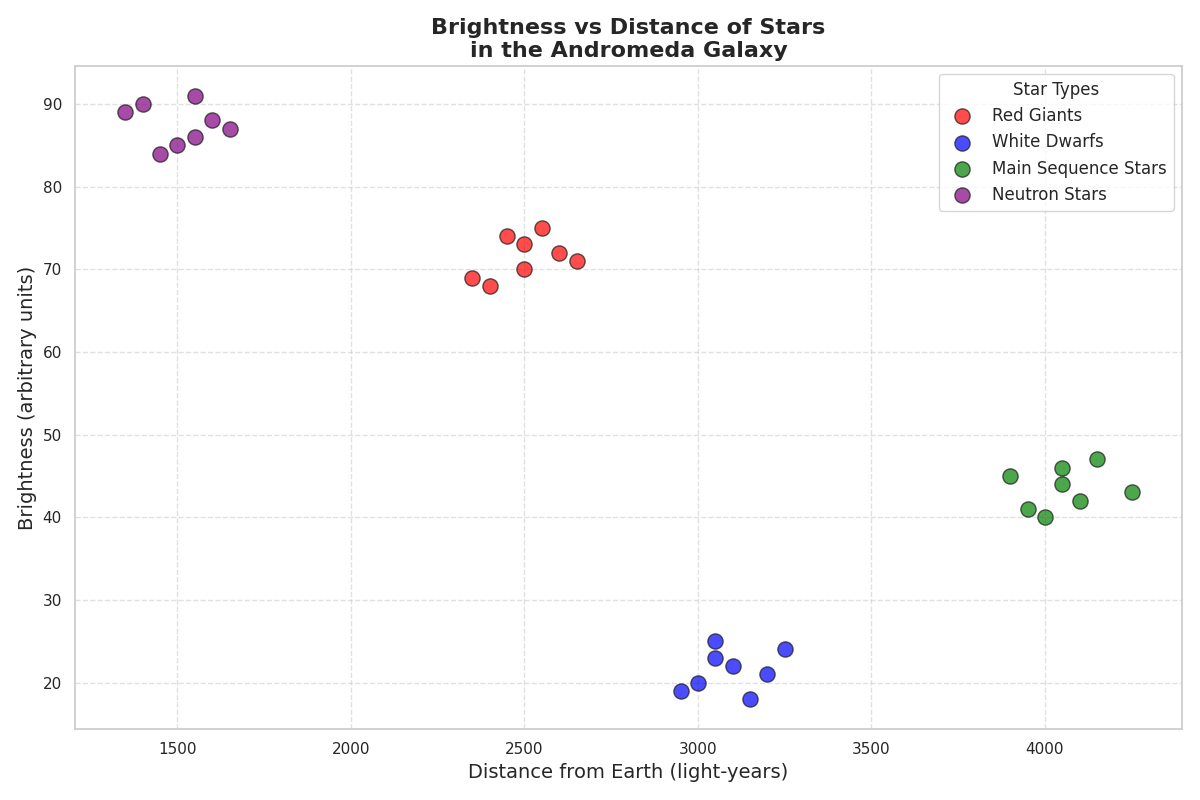 Brightness vs Distance of Stars
in the Andromeda Galaxy
Star Types
Red Giants
White Dwarfs
Main Sequence Stars
Neutron Stars
Brightness (arbitrary units)
90
80
70
60
50
40
30
20
1500
2000
2500
3000
3500
4000
Distance from Earth (light-years)